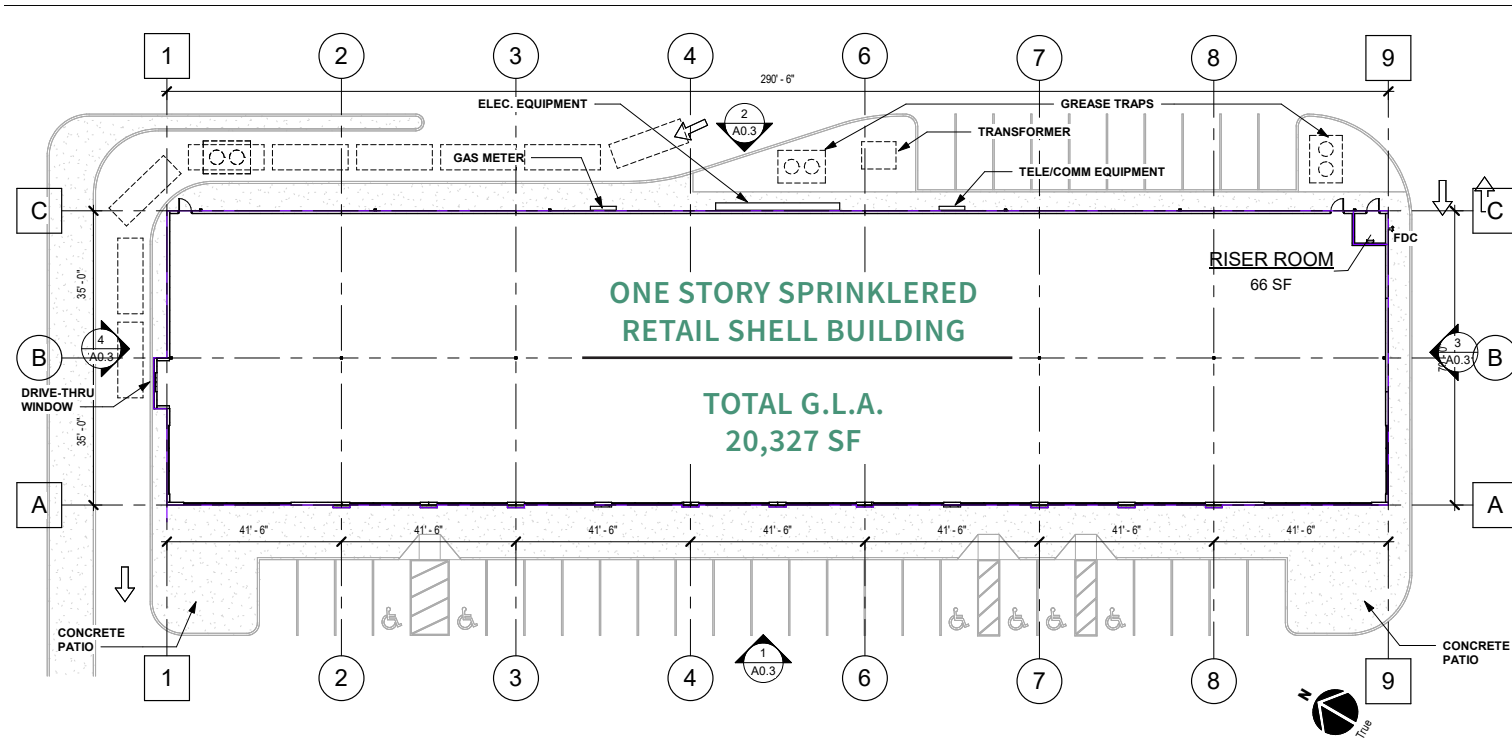 1
2
3
4
6
7
8
9
290' - 6"
ELEC. EQUIPMENT
2
A0.3
GREASE TRAPS
TRANSFORMER
GAS METER
TELE/COMM EQUIPMENT
C
C
FDC
RISER ROOM
66 SF
35' - 0"
ONE STORY SPRINKLERED
RETAIL SHELL BUILDING
4
A0.3
3
A0.3
B
B
DRIVE-THRU
WINDOW
35' - 0"
TOTAL G.L.A.
20,327 SF
A
A
41' - 6"
41' - 6"
41' - 6"
41' - 6"
41' - 6"
41' - 6"
41' - 6"
CONCRETE
PATIO
1
A0.3
CONCRETE
PATIO
1
2
3
4
6
7
8
9
N
True